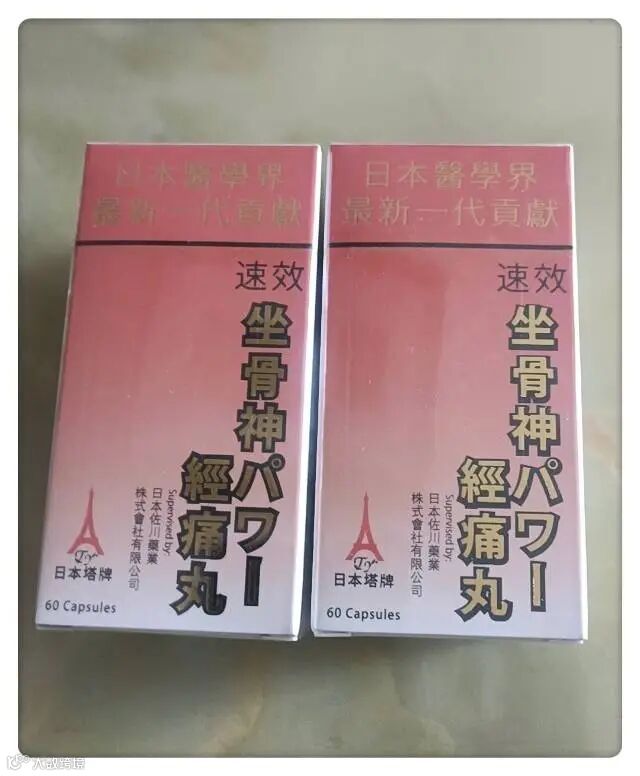 日本醫學界
最新一代貢獻
速效
坐骨神パワー
經痛丸
Supervised by:
日本佐川藥業
株式會社有限公司
日本塔牌
60 Capsules
日本醫學界
最新一代貢獻
速效
坐骨神パワー
經痛丸
Supervised by:
日本佐川藥業
株式會社有限公司
日本塔牌
60 Capsules
大数跨境